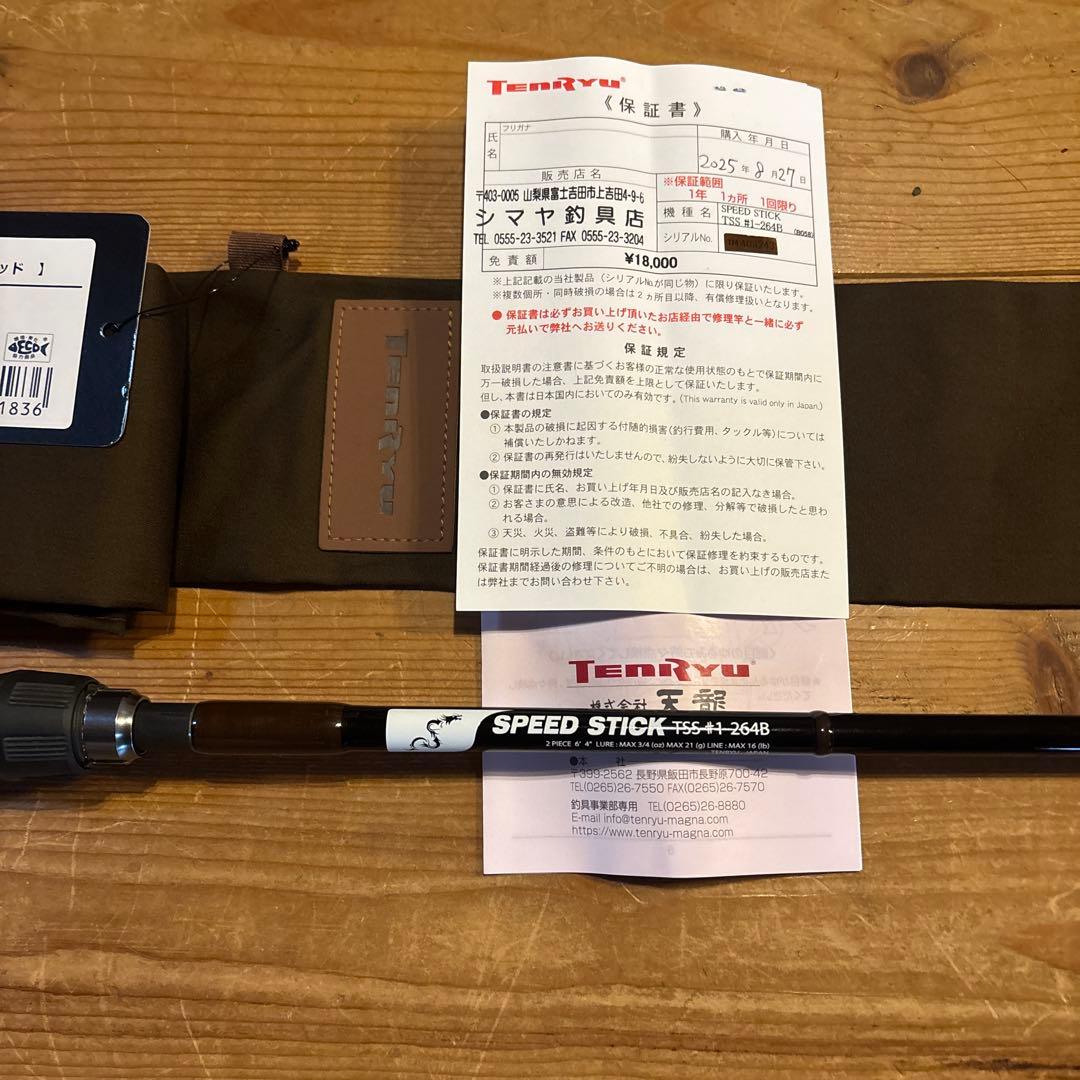 TENRYU®
《保証書》
フリガナ
氏名
購入年月日
2025年8月27日
販売店名
〒403-0005 山梨県富士吉田市上吉田4-9-6
シマヤ釣具店
TEL 0555-23-3521 FAX 0555-23-3204
※保証範囲
1年 1ヵ所 1回限り
機種名
SPEED STICK
TSS #1-264B (B058)
シリアルNo.
免責額
¥18,000
※上記記載の当社製品（シリアル№が同じ物）に限り保証いたします。
※複数個所・同時破損の場合は2ヵ所目以降、有償修理扱いとなります。
●保証書は必ずお買い上げ頂いたお店経由で修理竿と一緒に必ず
元払いで弊社へお送りください。
保証規定
取扱説明書の注意書に基づくお客様の正常な使用状態のもとで保証期間内に
万一破損した場合、上記免責額を上限として保証いたします。
但し、本書は日本国内においてのみ有効です。(This warranty is valid only in Japan.)
●保証書の規定
① 本製品の破損に起因する付随的損害(釣行費用、タックル等)については
補償いたしかねます。
② 保証書の再発行はいたしませんので、紛失しないように大切に保管下さい。
●保証期間内の無効規定
① 保証書に氏名、お買い上げ年月日及び販売店名の記入なき場合。
② お客さまの意思による改造、他社での修理、分解等で破損したと思わ
れる場合。
③ 天災、火災、盗難等により破損、不具合、紛失した場合。
保証書に明示した期間、条件のもとにおいて保証修理を約束するものです。
保証書期間経過後の修理についてご不明の場合は、お買い上げの販売店また
は弊社までお問い合わせ下さい。
ッド 】
FCD
1836
TENRYU
TENRYU®
株式会社 天龍
SPEED STICK TSS #1-264B
2 PIECE 6' 4" LURE : MAX 3/4 (oz) MAX 21 (g) LINE : MAX 16 (lb)
TENRYU JAPAN
●本 社
〒399-2562 長野県飯田市長野原700-42
TEL(0265)26-7550 FAX(0265)26-7570
釣具事業部専用 TEL(0265)26-8880
E-mail info@tenryu-magna.com
https://www.tenryu-magna.com